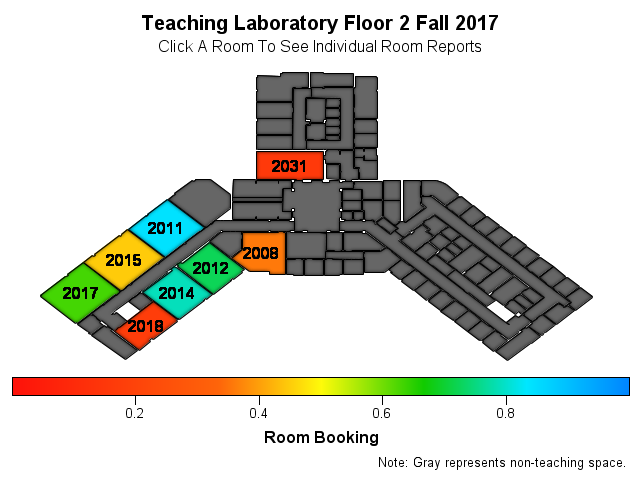 Teaching Laboratory Floor 2 Fall 2017
Click A Room To See Individual Room Reports
2031
2011
2015
2008
2012
2017
2014
2018
0.2 0.4 0.6 0.8
Room Booking
Note: Gray represents non-teaching space.